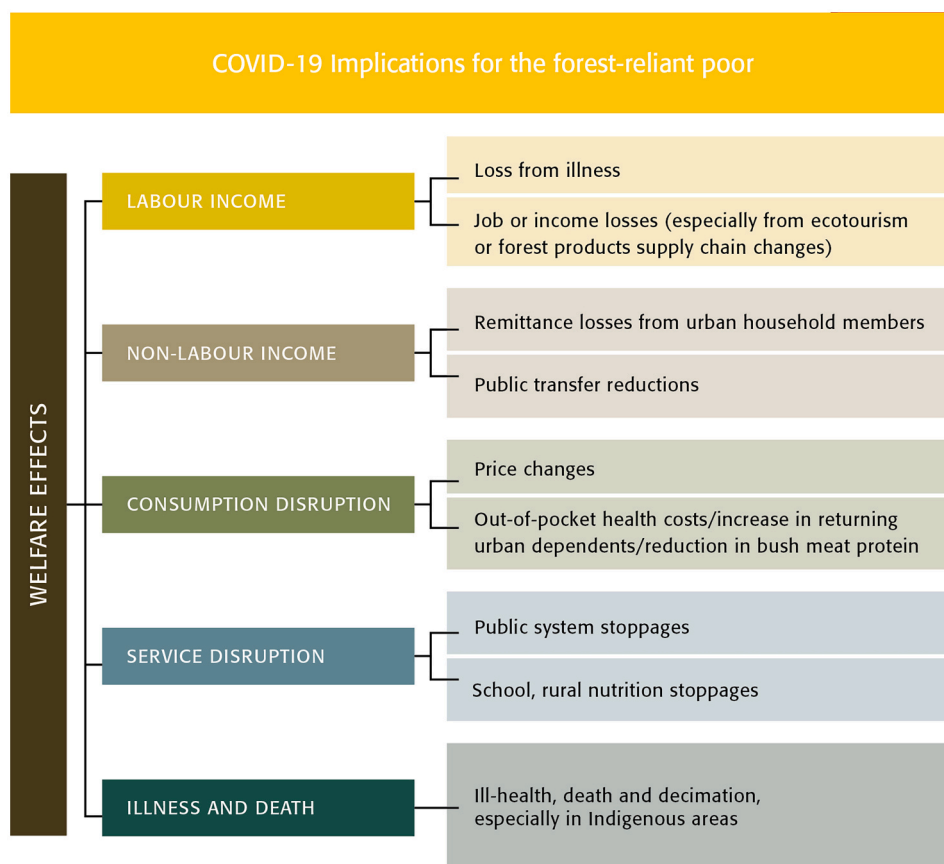 COVID-19 Implications for the forest-reliant poor
WELFARE EFFECTS
LABOUR INCOME
Loss from illness
Job or income losses (especially from ecotourism
or forest products supply chain changes)
NON-LABOUR INCOME
Remittance losses from urban household members
Public transfer reductions
CONSUMPTION DISRUPTION
Price changes
Out-of-pocket health costs/increase in returning
urban dependents/reduction in bush meat protein
SERVICE DISRUPTION
Public system stoppages
School, rural nutrition stoppages
ILLNESS AND DEATH
Ill-health, death and decimation,
especially in Indigenous areas